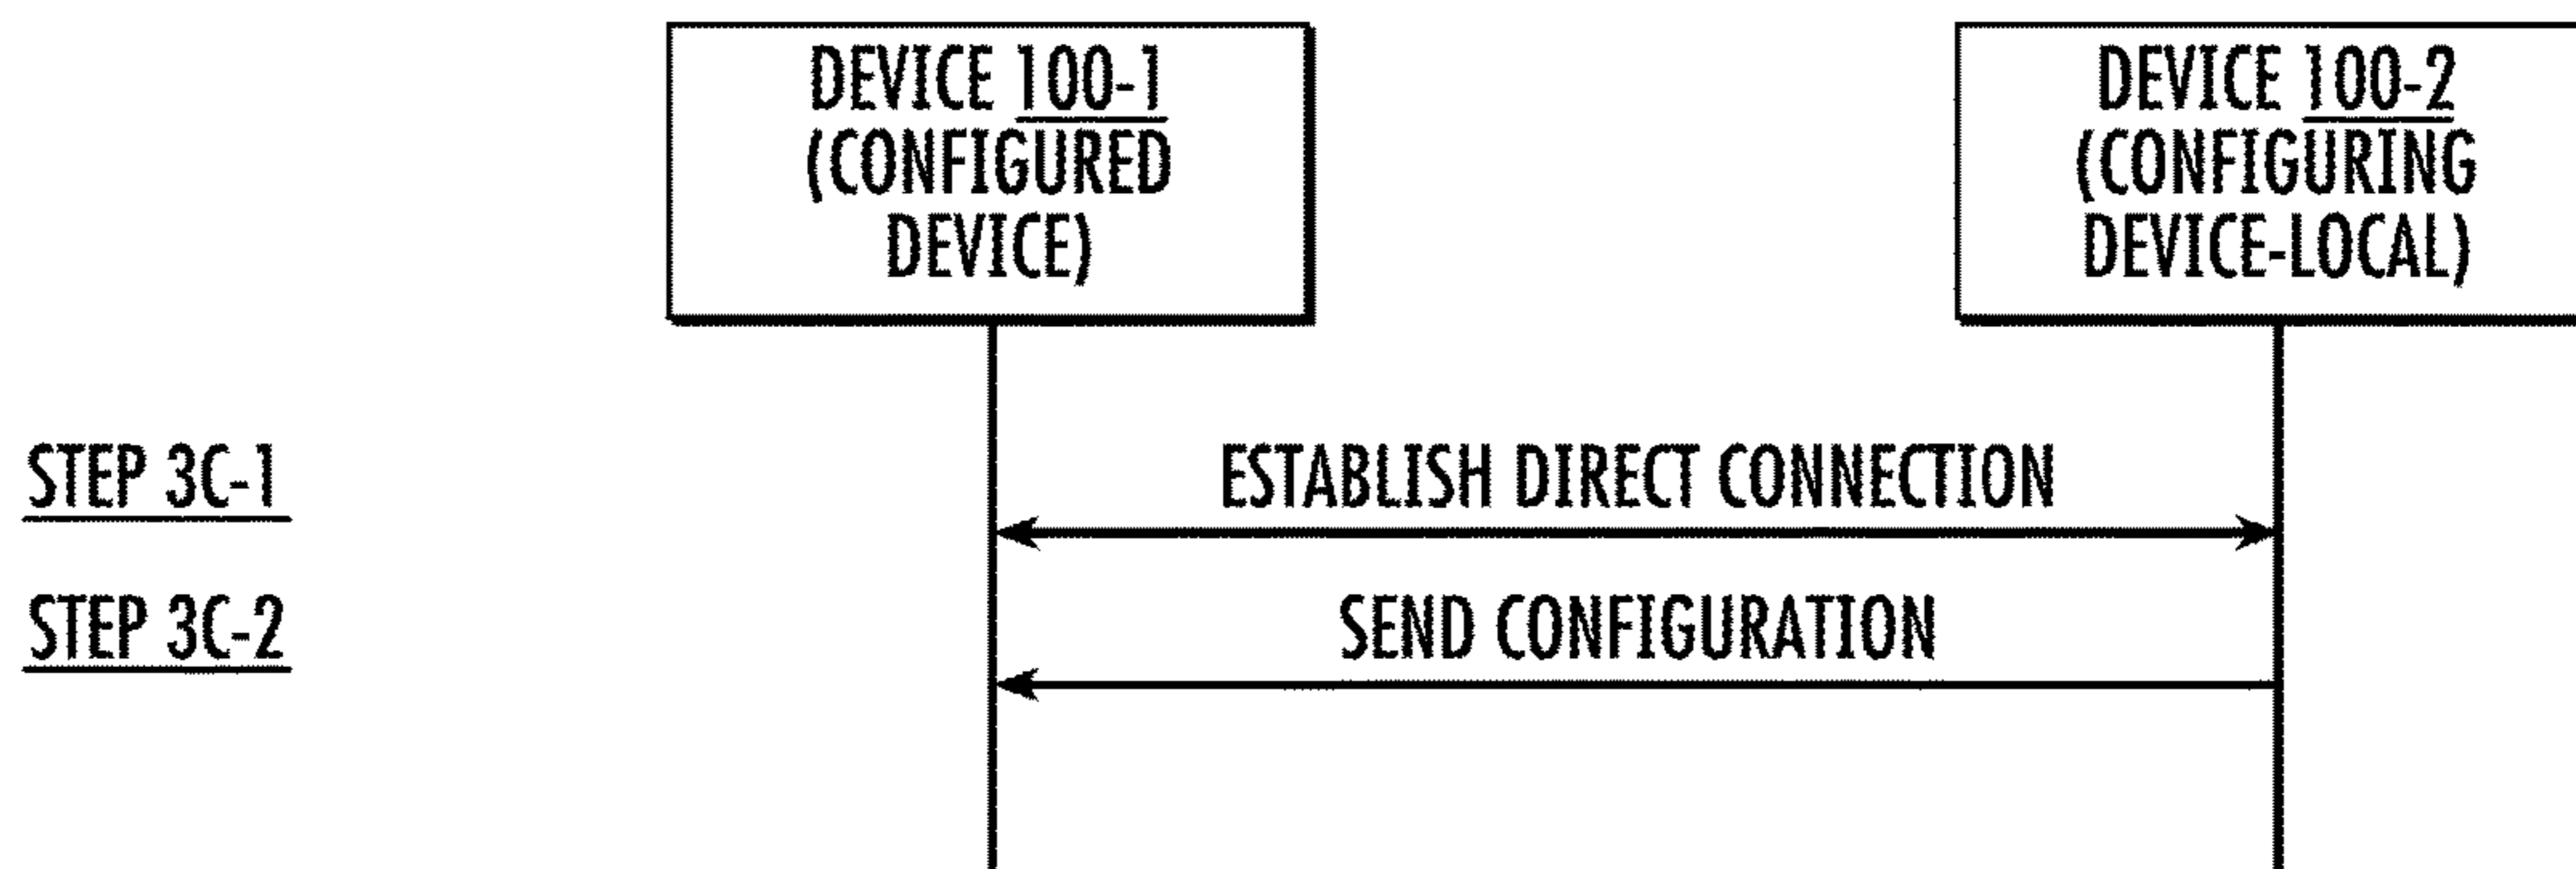 DEVICE 100-1
(CONFIGURED
DEVICE)
DEVICE 100-2
(CONFIGURING
DEVICE-LOCAL)
STEP 3C-1
ESTABLISH DIRECT CONNECTION
STEP 3C-2
SEND CONFIGURATION